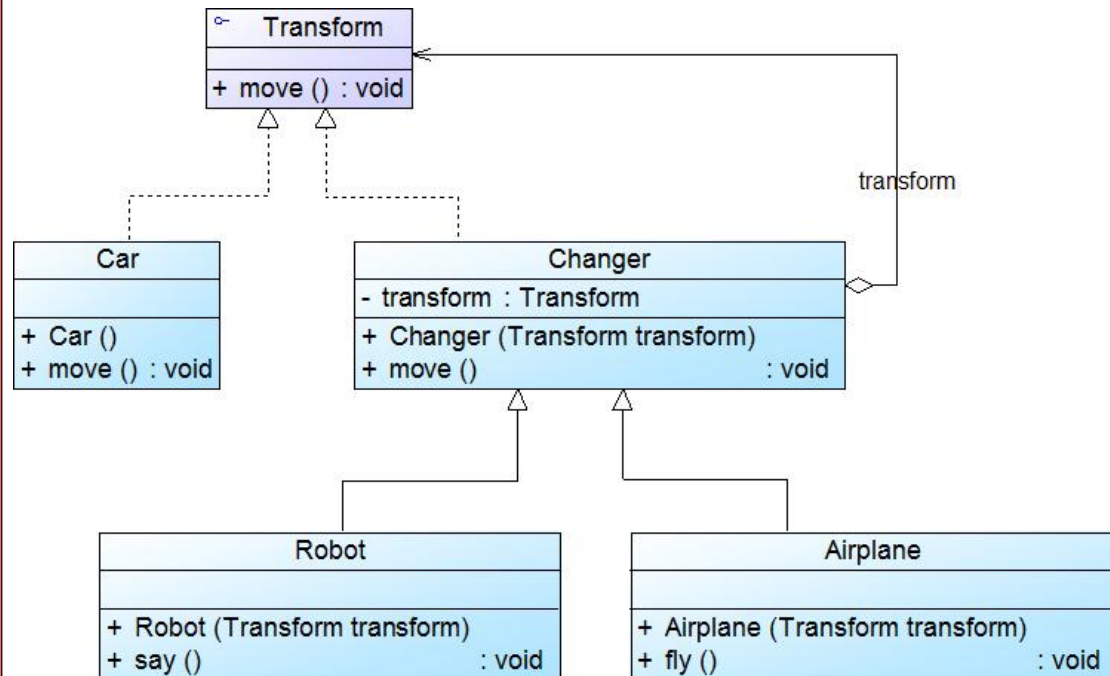 Transform
+ move () : void
transform
Car
+ Car ()
+ move () : void
Changer
- transform : Transform
+ Changer (Transform transform)
+ move () : void
Robot
+ Robot (Transform transform)
+ say () : void
Airplane
+ Airplane (Transform transform)
+ fly () : void